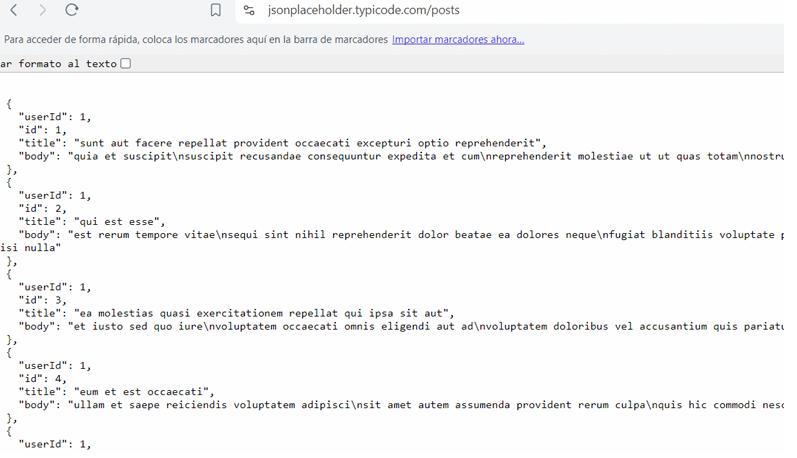 jsonplaceholder.typicode.com/posts
Para acceder de forma rápida, coloca los marcadores aquí en la barra de marcadores Importar marcadores ahora...
ar formato al texto
{
"userId": 1,
"id": 1,
"title": "sunt aut facere repellat provident occaecati excepturi optio reprehenderit",
"body": "quia et suscipit\nsuscipit recusandae consequuntur expedita et cum\nreprehenderit molestiae ut ut quas totam\nnostru
},
{
"userId": 1,
"id": 2,
"title": "qui est esse",
"body": "est rerum tempore vitae\nsequi sint nihil reprehenderit dolor beatae ea dolores neque\nfugiat blanditiis voluptate p
isi nulla"
},
{
"userId": 1,
"id": 3,
"title": "ea molestias quasi exercitationem repellat qui ipsa sit aut",
"body": "et iusto sed quo iure\nvoluptatem occaecati omnis eligendi aut ad\nvoluptatem doloribus vel accusantium quis pariatu
},
{
"userId": 1,
"id": 4,
"title": "eum et est occaecati",
"body": "ullam et saepe reiciendis voluptatem adipisci\nsit amet autem assumenda provident rerum culpa\nquis hic commodi nesc
},
{
"userId": 1,